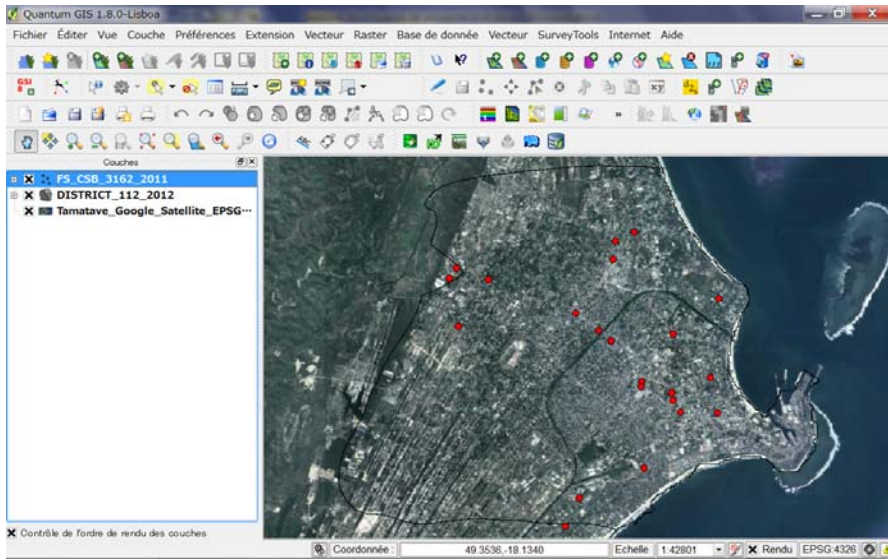 Quantum GIS 1.8.0-Lisboa
Fichier Éditer Vue Couche Préférences Extension Vecteur Raster Base de donnée Vecteur SurveyTools Internet Aide
GSI
Couches
FS_CSB_3162_2011
DISTRICT_112_2012
Tamatave_Google_Satellite_EPSG···
Contrôle de l'ordre de rendu des couches
Coordonnée : 49.3536,-18.1340 Echelle 1:42801 Rendu EPSG:4326